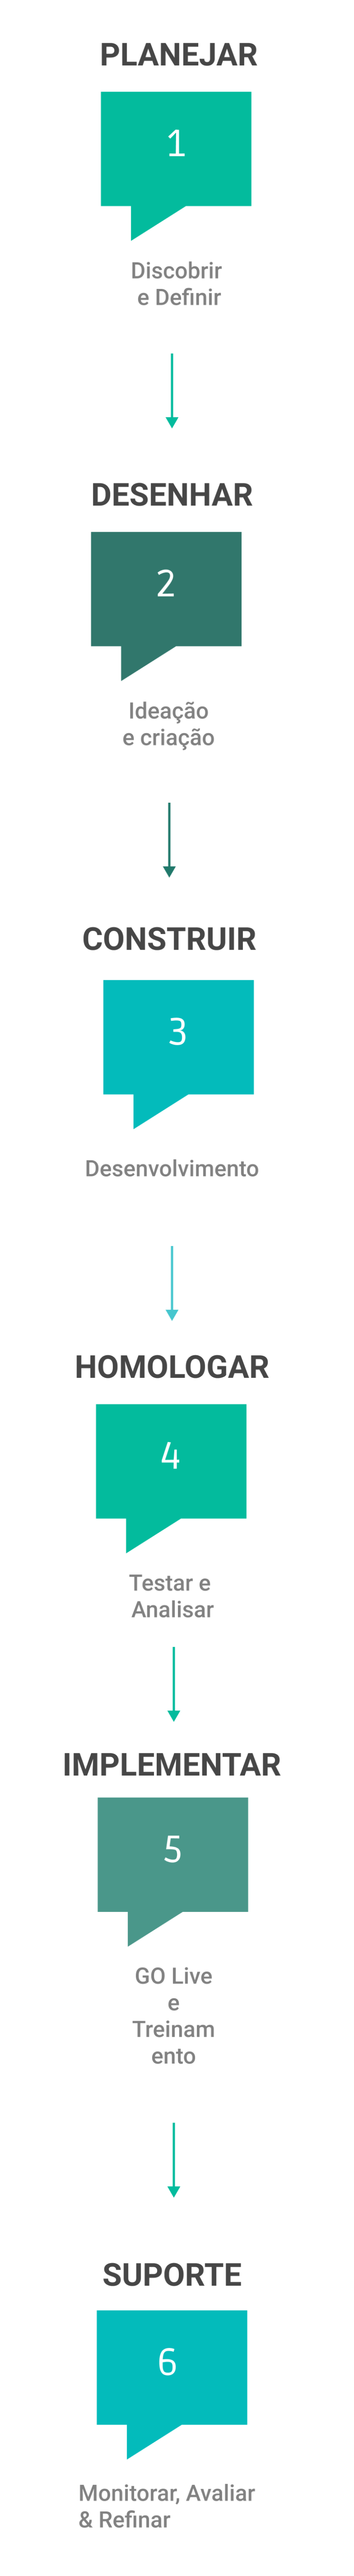 PLANEJAR
1
Discobrir
e Definir
DESENHAR
2
Ideação
e criação
CONSTRUIR
3
Desenvolvimento
HOMOLOGAR
4
Testar e
Analisar
IMPLEMENTAR
5
GO Live
e
Treinam
ento
SUPORTE
6
Monitorar, Avaliar
& Refinar